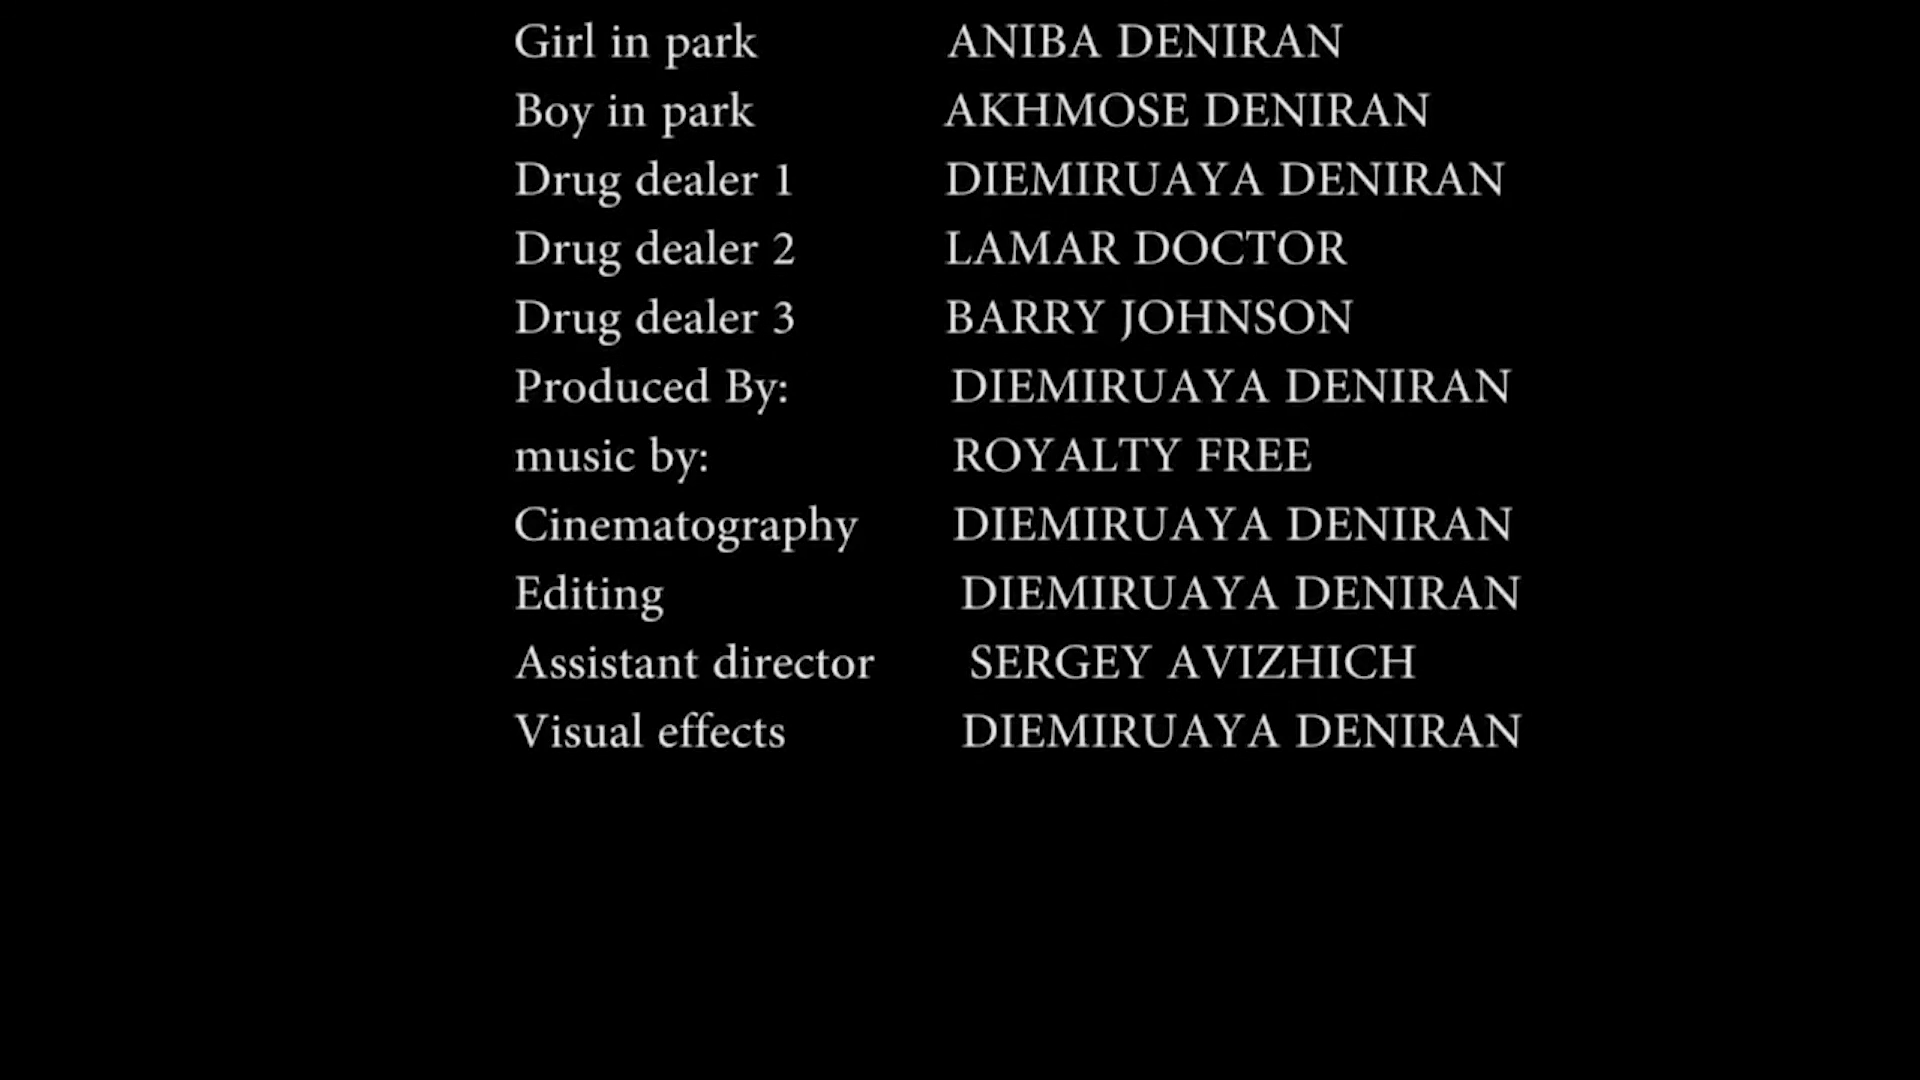 Girl in park ANIBA DENIRAN
Boy in park AKHMOSE DENIRAN
Drug dealer 1 DIEMIRUAYA DENIRAN
Drug dealer 2 LAMAR DOCTOR
Drug dealer 3 BARRY JOHNSON
Produced By: DIEMIRUAYA DENIRAN
music by: ROYALTY FREE
Cinematography DIEMIRUAYA DENIRAN
Editing DIEMIRUAYA DENIRAN
Assistant director SERGEY AVIZHICH
Visual effects DIEMIRUAYA DENIRAN